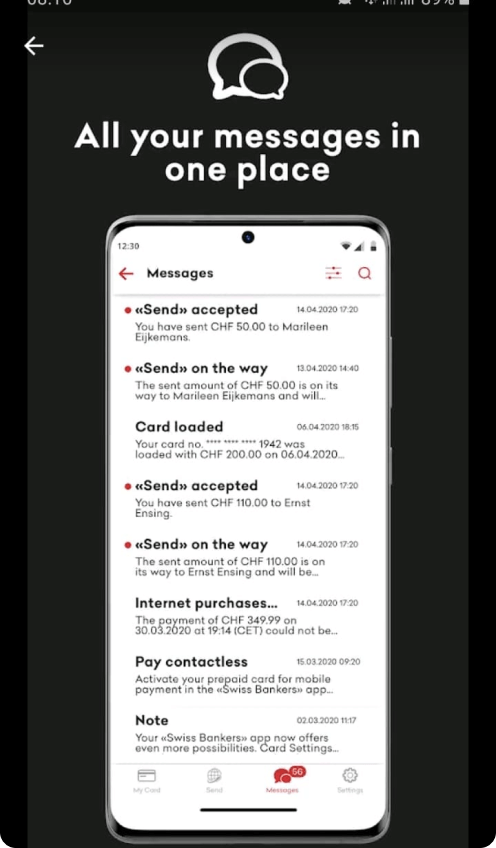 08:10 89%
All your messages in
one place
12:30
Messages
«Send» accepted 14.04.2020 17:20
You have sent CHF 50.00 to Marileen
Eijkemans.
«Send» on the way 13.04.2020 14:40
The sent amount of CHF 50.00 is on its
way to Marileen Eijkemans and will...
Card loaded 06.04.2020 18:15
Your card no. **** **** **** 1942 was
loaded with CHF 200.00 on 06.04.2020...
«Send» accepted 14.04.2020 17:20
You have sent CHF 110.00 to Ernst
Ensing.
«Send» on the way 14.04.2020 17:20
The sent amount of CHF 110.00 is on
its way to Ernst Ensing and will be...
Internet purchases... 14.04.2020 17:20
The payment of CHF 349.99 on
30.03.2020 at 19:14 (CET) could not be...
Pay contactless 15.03.2020 09:20
Activate your prepaid card for mobile
payment in the «Swiss Bankers» app...
Note 02.03.2020 11:17
Your «Swiss Bankers» app now offers
even more possibilities. Card Settings...
56
My Card Send Messages Settings